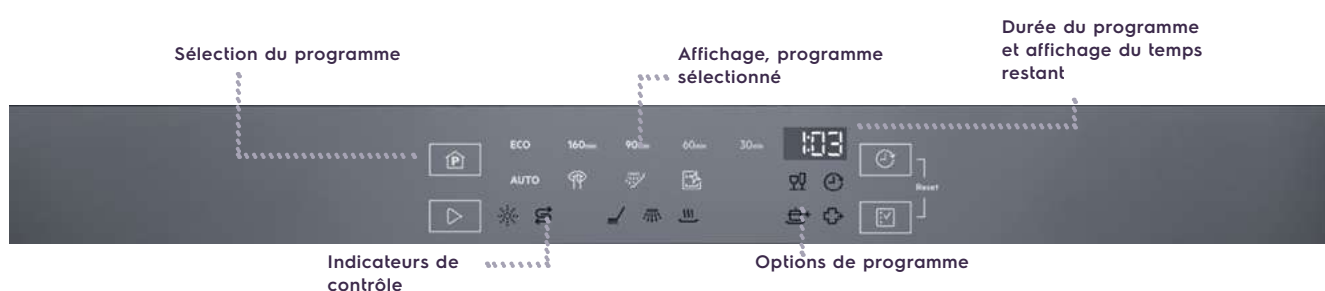 Durée du programme
et affichage du temps
restant
Sélection du programme
Affichage, programme
sélectionné
ECO 160min 90min 60min 30min 1:03
P
AUTO
Reset
Indicateurs de
contrôle
Options de programme